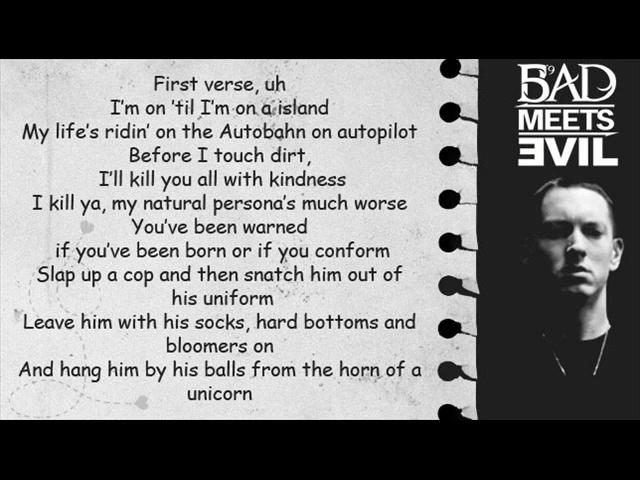 First verse, uh
I'm on 'til I'm on a island
My life's ridin' on the Autobahn on autopilot
Before I touch dirt,
I'll kill you all with kindness
I kill ya, my natural persona's much worse
You've been warned
if you've been born or if you conform
Slap up a cop and then snatch him out of
his uniform
Leave him with his socks, hard bottoms and
bloomers on
And hang him by his balls from the horn of a
unicorn
B'9AD
MEETS
EVIL